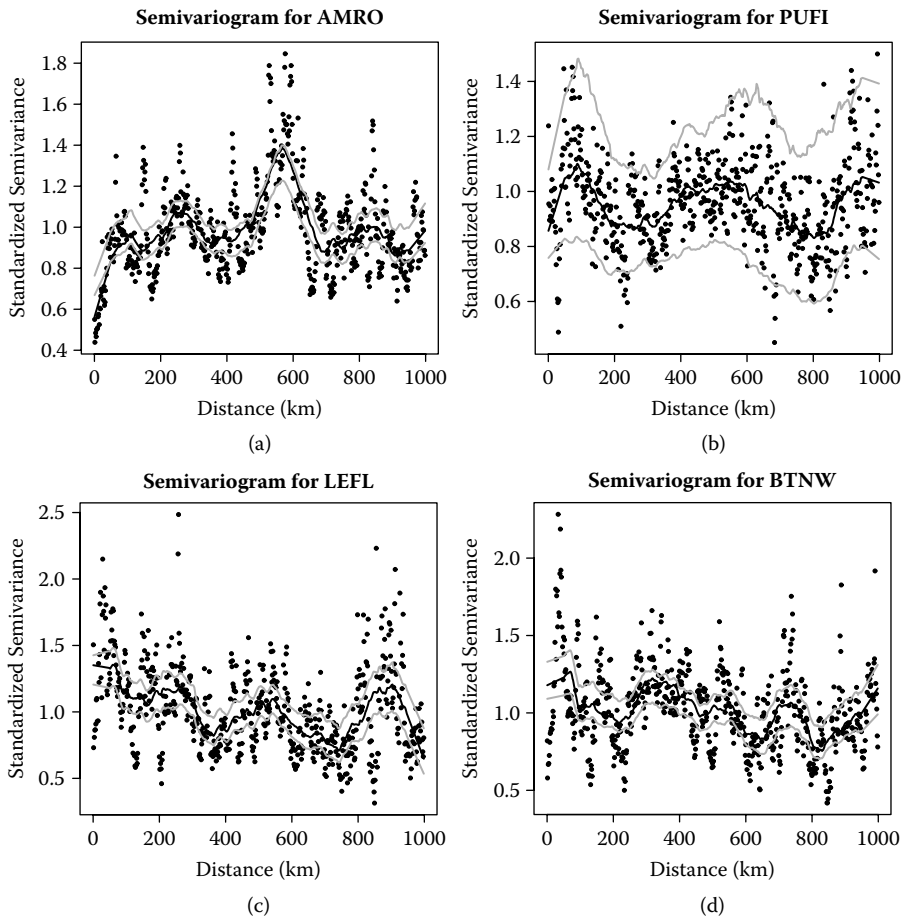 Semivariogram for AMRO
Standardized Semivariance
1.8
1.6
1.4
1.2
1.0
0.8
0.6
0.4
0 200 400 600 800 1000
Distance (km)
(a)
Semivariogram for PUFI
Standardized Semivariance
1.4
1.2
1.0
0.8
0.6
0 200 400 600 800 1000
Distance (km)
(b)
Semivariogram for LEFL
Standardized Semivariance
2.5
2.0
1.5
1.0
0.5
0 200 400 600 800 1000
Distance (km)
(c)
Semivariogram for BTNW
Standardized Semivariance
2.0
1.5
1.0
0.5
0 200 400 600 800 1000
Distance (km)
(d)